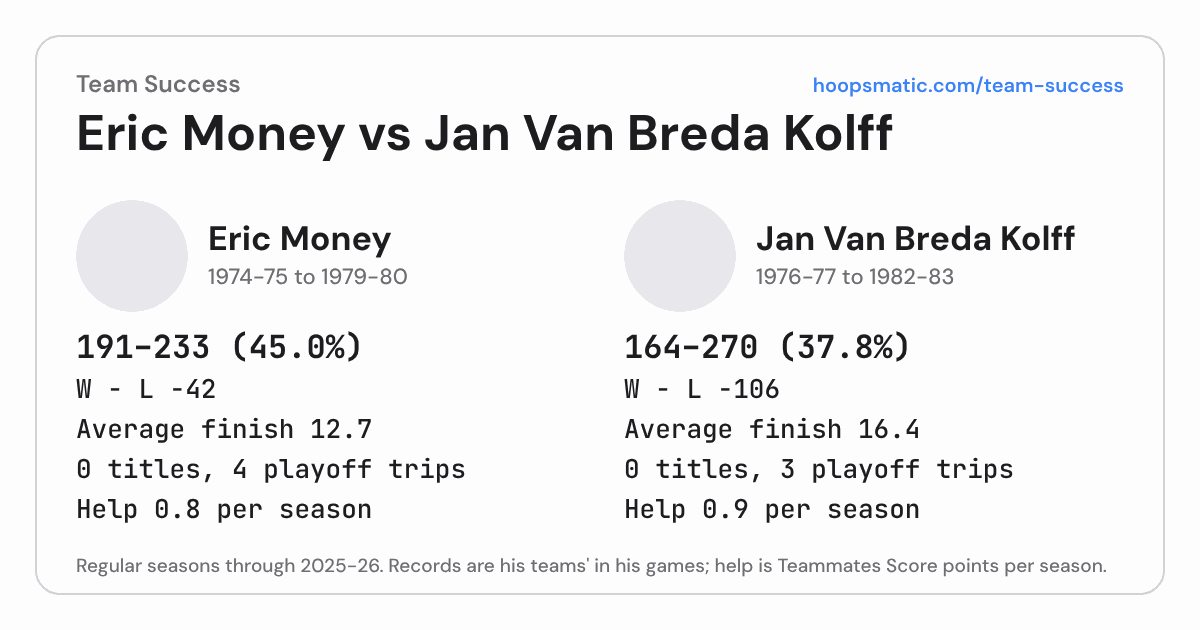 Team Success
hoopsmatic.com/team-success
Eric Money vs Jan Van Breda Kolff
Eric Money
1974-75 to 1979-80
191-233 (45.0%)
W - L -42
Average finish 12.7
0 titles, 4 playoff trips
Help 0.8 per season
Jan Van Breda Kolff
1976-77 to 1982-83
164-270 (37.8%)
W - L -106
Average finish 16.4
0 titles, 3 playoff trips
Help 0.9 per season
Regular seasons through 2025-26. Records are his teams' in his games; help is Teammates Score points per season.